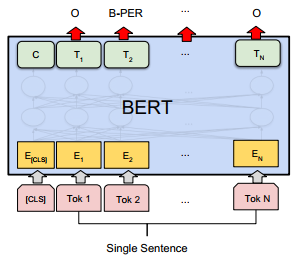 O B-PER ... O
C T1 T2 ... TN
BERT
E[CLS] E1 E2 ... EN
[CLS] Tok 1 Tok 2 ... Tok N
Single Sentence